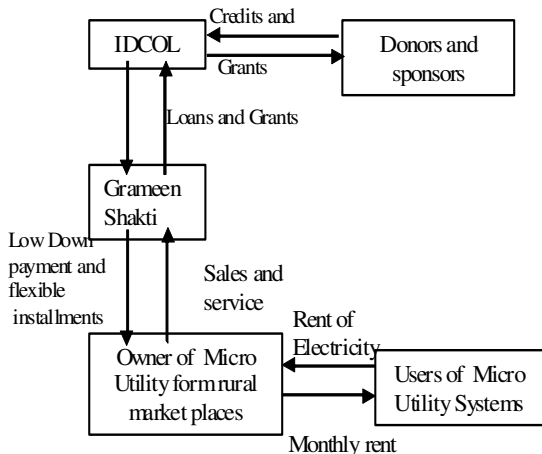 Credits and
IDCOL
Donors and
sponsors
Grants
Loans and Grants
Grameen
Shakti
Low Down
payment and
flexible
installments
Sales and
service
Rent of
Electricity
Owner of Micro
Utility form rural
market places
Users of Micro
Utility Systems
Monthly rent